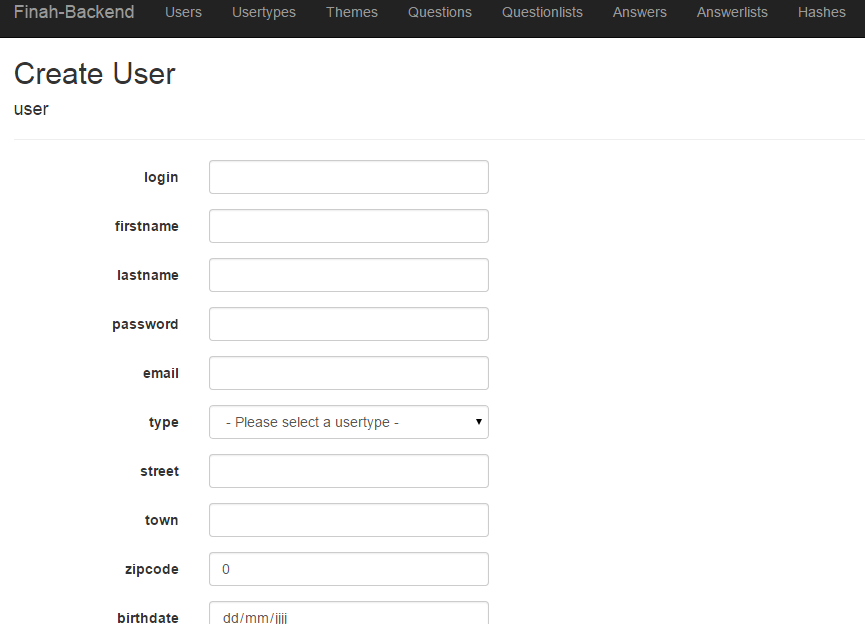 Finah-Backend Users Usertypes Themes Questions Questionlists Answers Answerlists Hashes
Create User
user
login
firstname
lastname
password
email
type - Please select a usertype -
street
town
zipcode 0
birthdate dd/mm/jjjj